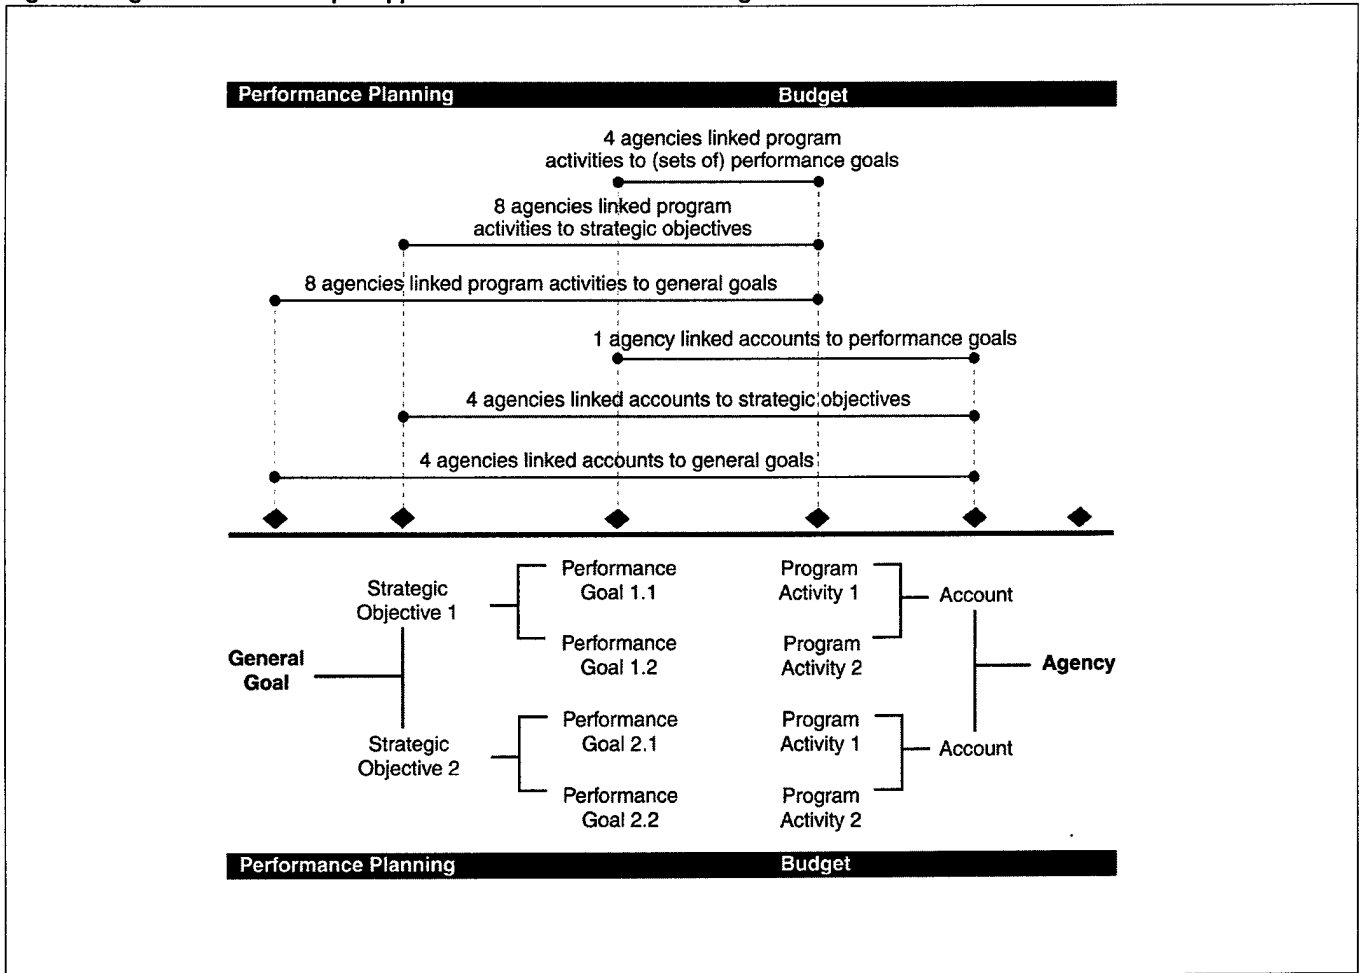 Performance Planning Budget
4 agencies linked program
activities to (sets of) performance goals
8 agencies linked program
activities to strategic objectives
8 agencies linked program activities to general goals
1 agency linked accounts to performance goals
4 agencies linked accounts to strategic objectives
4 agencies linked accounts to general goals
General
Goal
Strategic
Objective 1
Strategic
Objective 2
Performance
Goal 1.1
Performance
Goal 1.2
Performance
Goal 2.1
Performance
Goal 2.2
Program
Activity 1
Program
Activity 2
Program
Activity 1
Program
Activity 2
Account
Account
Agency
Performance Planning Budget